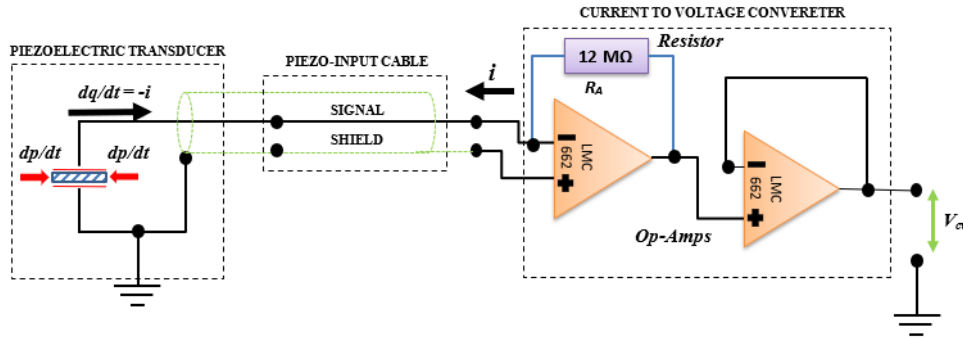 CURRENT TO VOLTAGE CONVERETER
PIEZOELECTRIC TRANSDUCER
PIEZO-INPUT CABLE
Resistor
12 MΩ
R_A
i
dq/dt = -i
SIGNAL
SHIELD
dp/dt dp/dt
LMC
662
LMC
662
Op-Amps